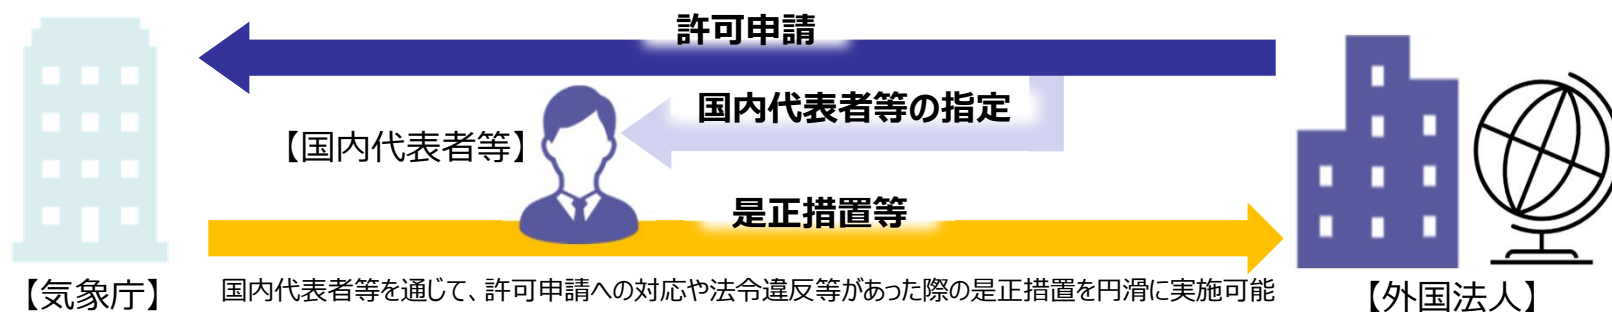 許可申請
国内代表者等の指定
【国内代表者等】
是正措置等
国内代表者等を通じて、許可申請への対応や法令違反等があった際の是正措置を円滑に実施可能
【気象庁】
【外国法人】